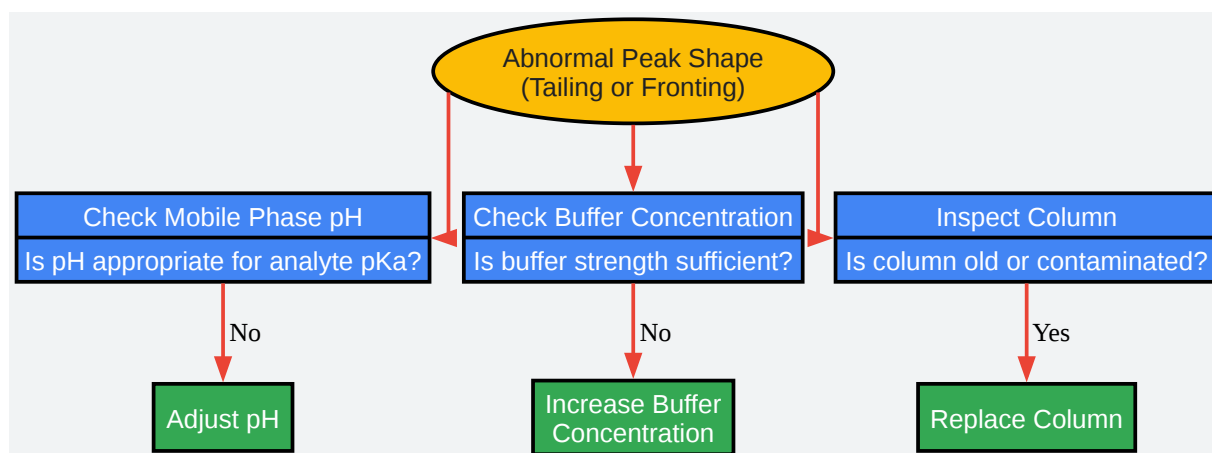 Abnormal Peak Shape
(Tailing or Fronting)
Check Mobile Phase pH
Is pH appropriate for analyte pKa?
Check Buffer Concentration
Is buffer strength sufficient?
Inspect Column
Is column old or contaminated?
No
No
Yes
Adjust pH
Increase Buffer
Concentration
Replace Column